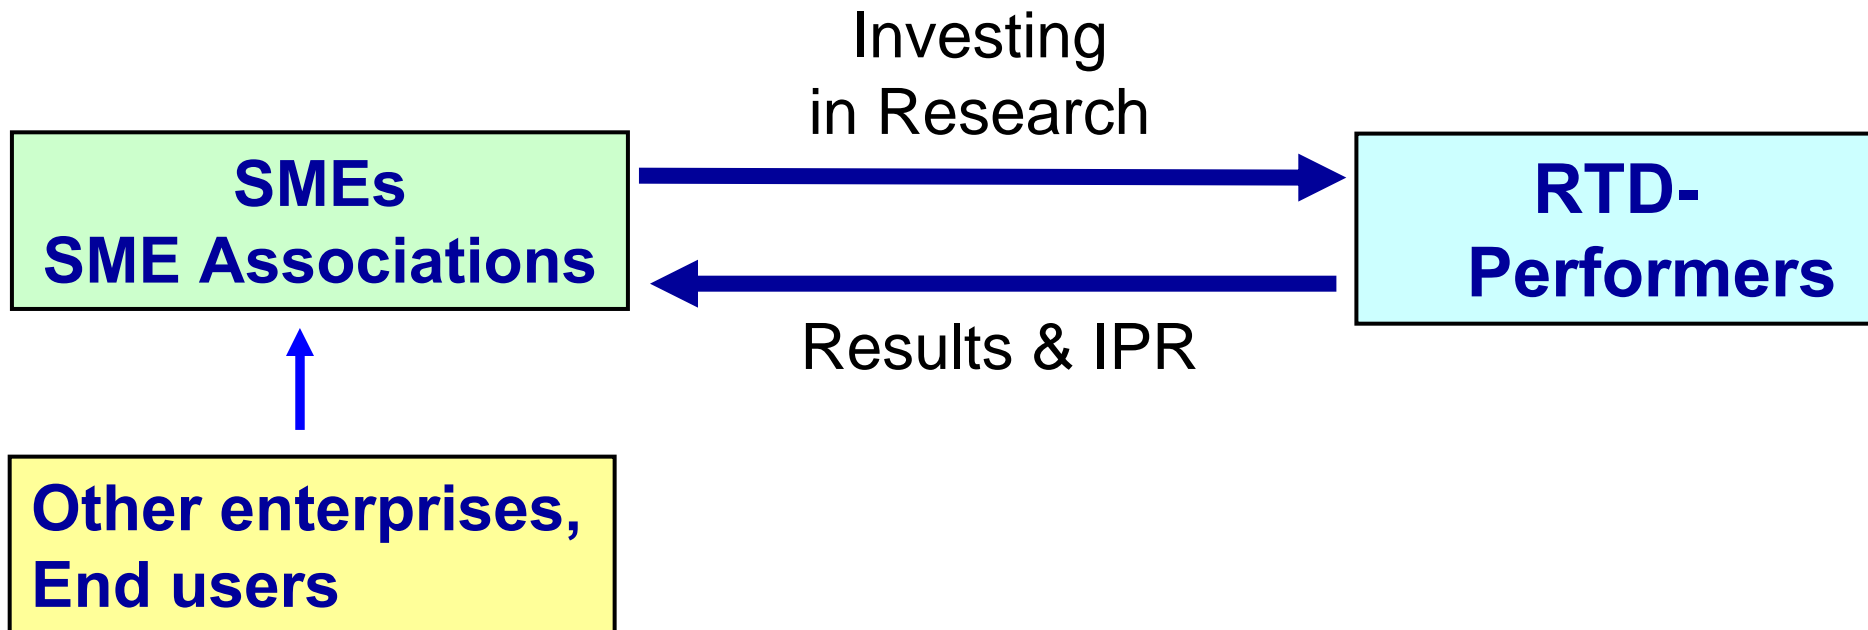 Investing
in Research
SMEs
SME Associations
RTD-
Performers
Results & IPR
Other enterprises,
End users